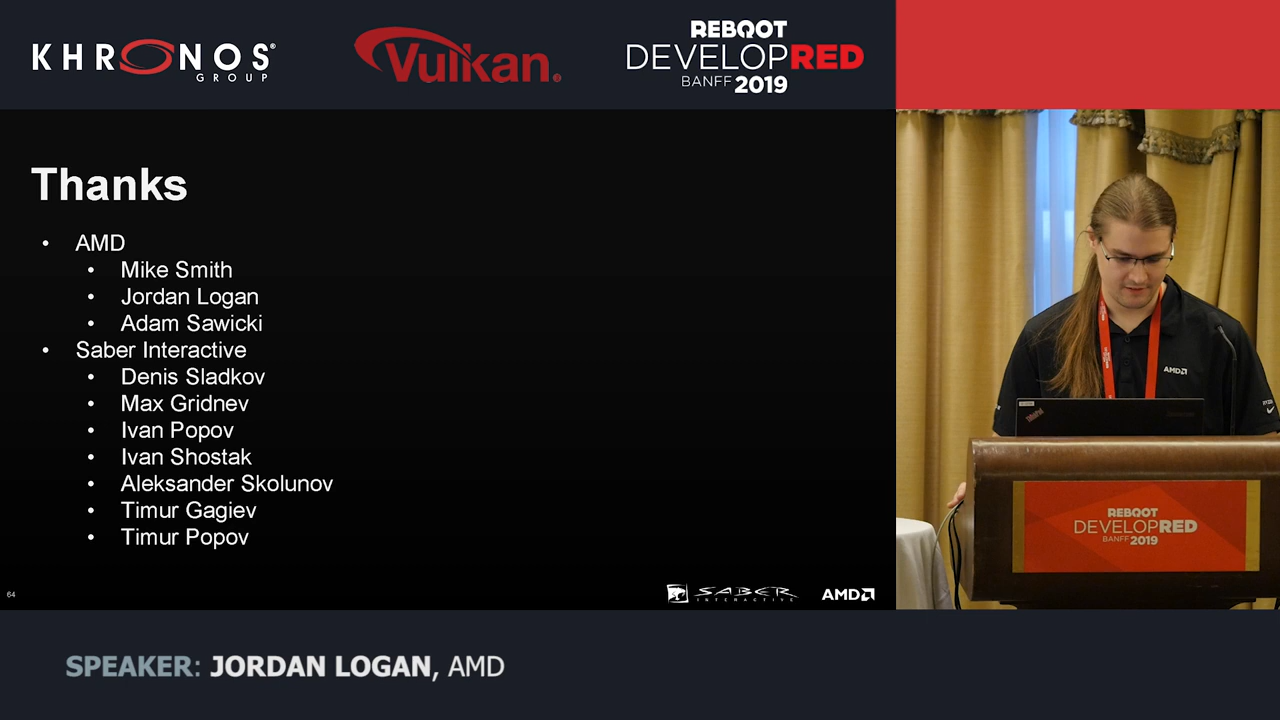 KHRONOS®
GROUP
Vulkan®
REBOOT
DEVELOPRED
BANFF 2019
Thanks
• AMD
• Mike Smith
• Jordan Logan
• Adam Sawicki
• Saber Interactive
• Denis Sladkov
• Max Gridnev
• Ivan Popov
• Ivan Shostak
• Aleksander Skolunov
• Timur Gagiev
• Timur Popov
64
SABER
INTERACTIVE
AMD
AMD
ThinkPad
REBOOT
DEVELOPRED
BANFF 2019
SPEAKER: JORDAN LOGAN, AMD